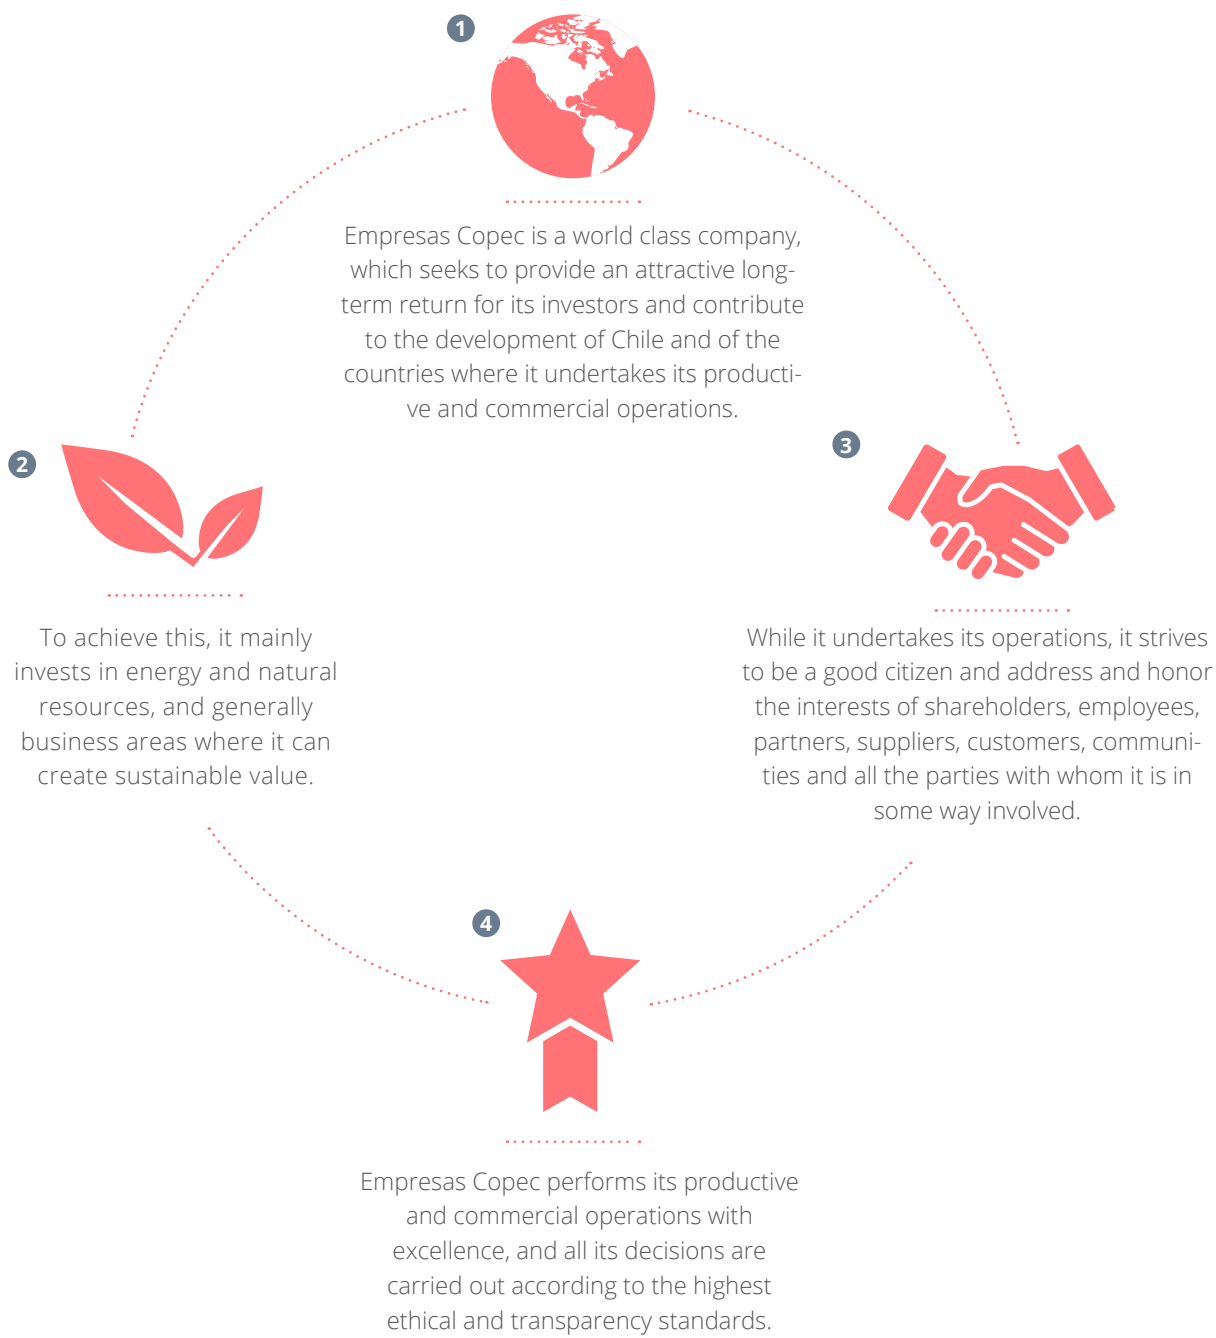 1
Empresas Copec is a world class company,
which seeks to provide an attractive long-
term return for its investors and contribute
to the development of Chile and of the
countries where it undertakes its producti-
ve and commercial operations.
2
To achieve this, it mainly
invests in energy and natural
resources, and generally
business areas where it can
create sustainable value.
3
While it undertakes its operations, it strives
to be a good citizen and address and honor
the interests of shareholders, employees,
partners, suppliers, customers, communi-
ties and all the parties with whom it is in
some way involved.
4
Empresas Copec performs its productive
and commercial operations with
excellence, and all its decisions are
carried out according to the highest
ethical and transparency standards.